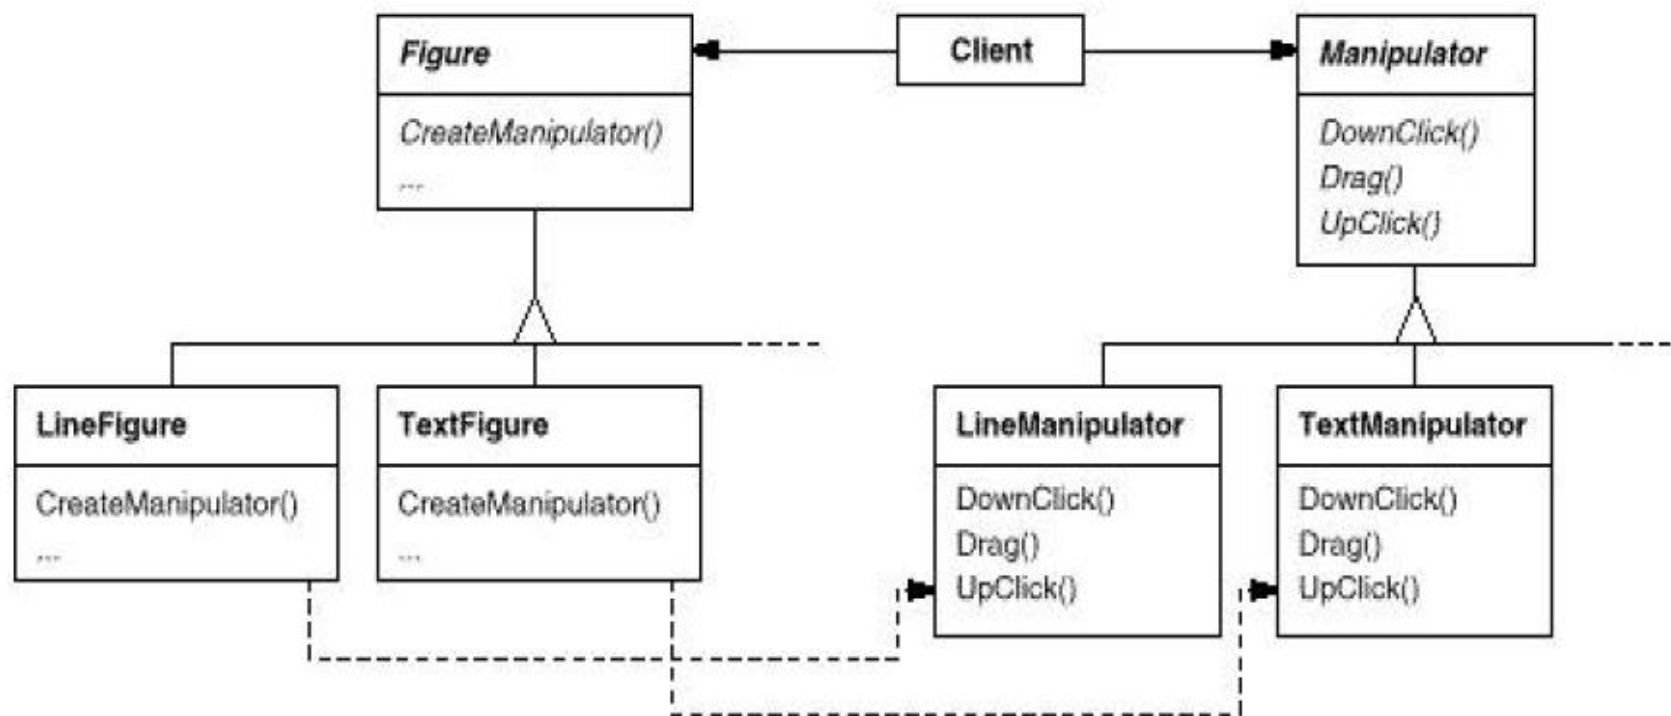 Figure
CreateManipulator()
...
Client
Manipulator
DownClick()
Drag()
UpClick()
LineFigure
CreateManipulator()
...
TextFigure
CreateManipulator()
...
LineManipulator
DownClick()
Drag()
UpClick()
TextManipulator
DownClick()
Drag()
UpClick()